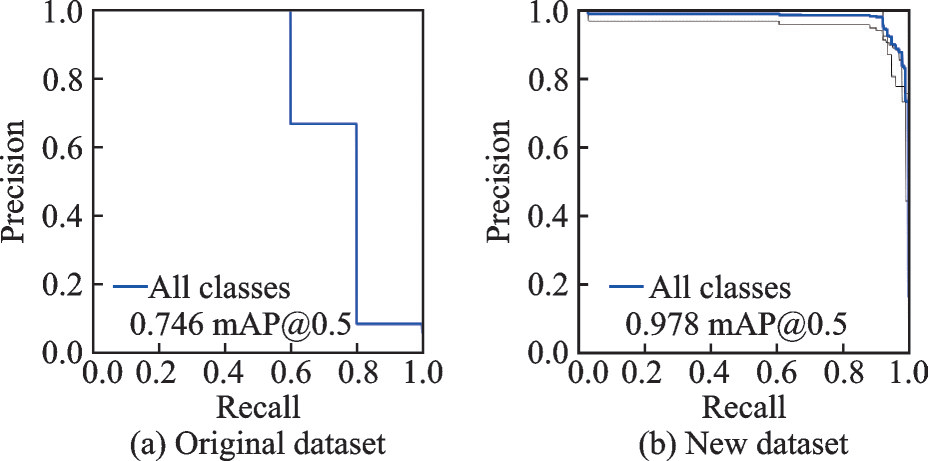 1.0
0.8
0.6
0.4
0.2
0.0
Precision
All classes
0.746 mAP@0.5
0.0 0.2 0.4 0.6 0.8 1.0
Recall
(a) Original dataset
1.0
0.8
0.6
0.4
0.2
0.0
Precision
All classes
0.978 mAP@0.5
0.0 0.2 0.4 0.6 0.8 1.0
Recall
(b) New dataset